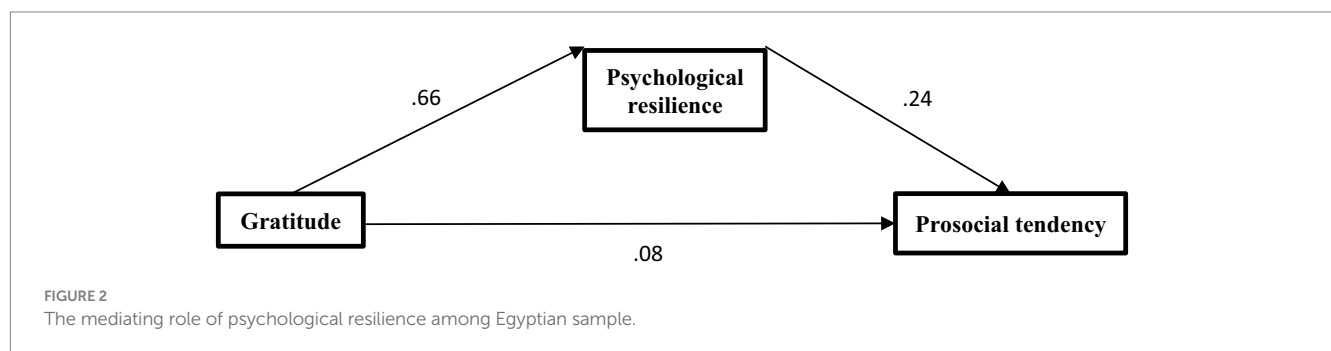 Psychological
resilience
.66
.24
Gratitude
Prosocial tendency
.08
FIGURE 2
The mediating role of psychological resilience among Egyptian sample.